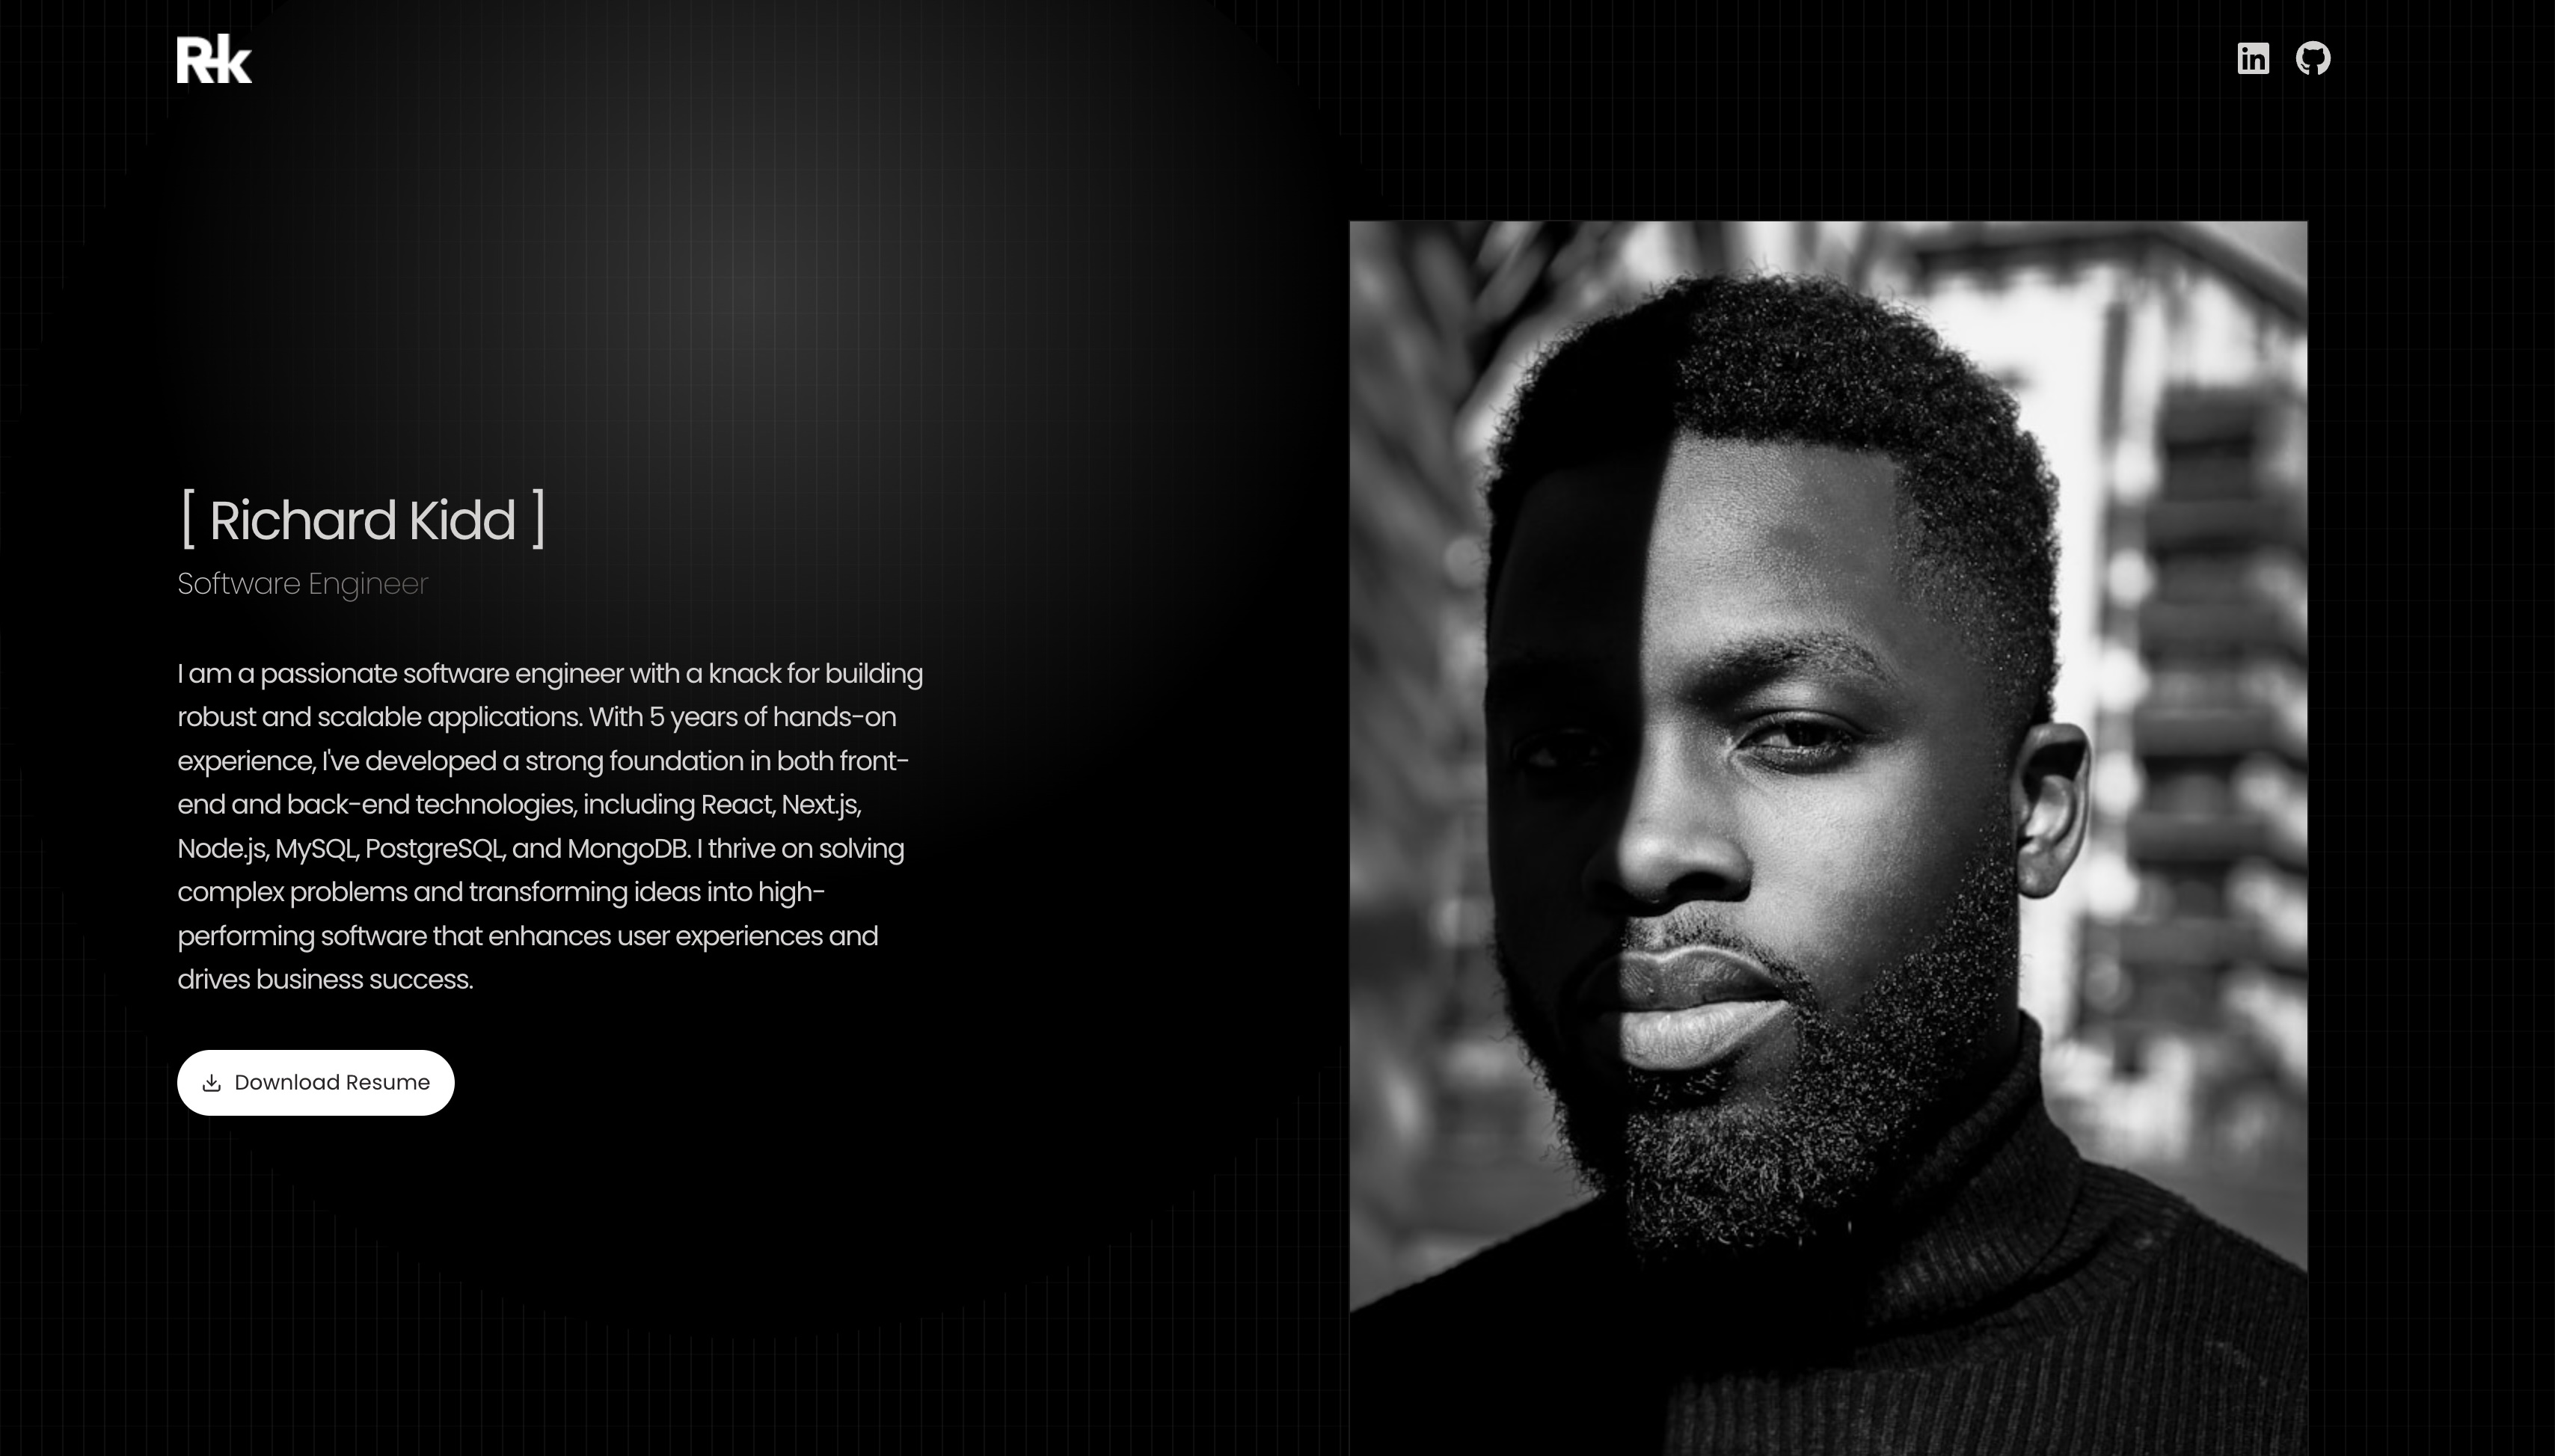 Rk
in
[ Richard Kidd ]
Software Engineer
I am a passionate software engineer with a knack for building
robust and scalable applications. With 5 years of hands-on
experience, I've developed a strong foundation in both front-
end and back-end technologies, including React, Next.js,
Node.js, MySQL, PostgreSQL, and MongoDB. I thrive on solving
complex problems and transforming ideas into high-
performing software that enhances user experiences and
drives business success.
Download Resume